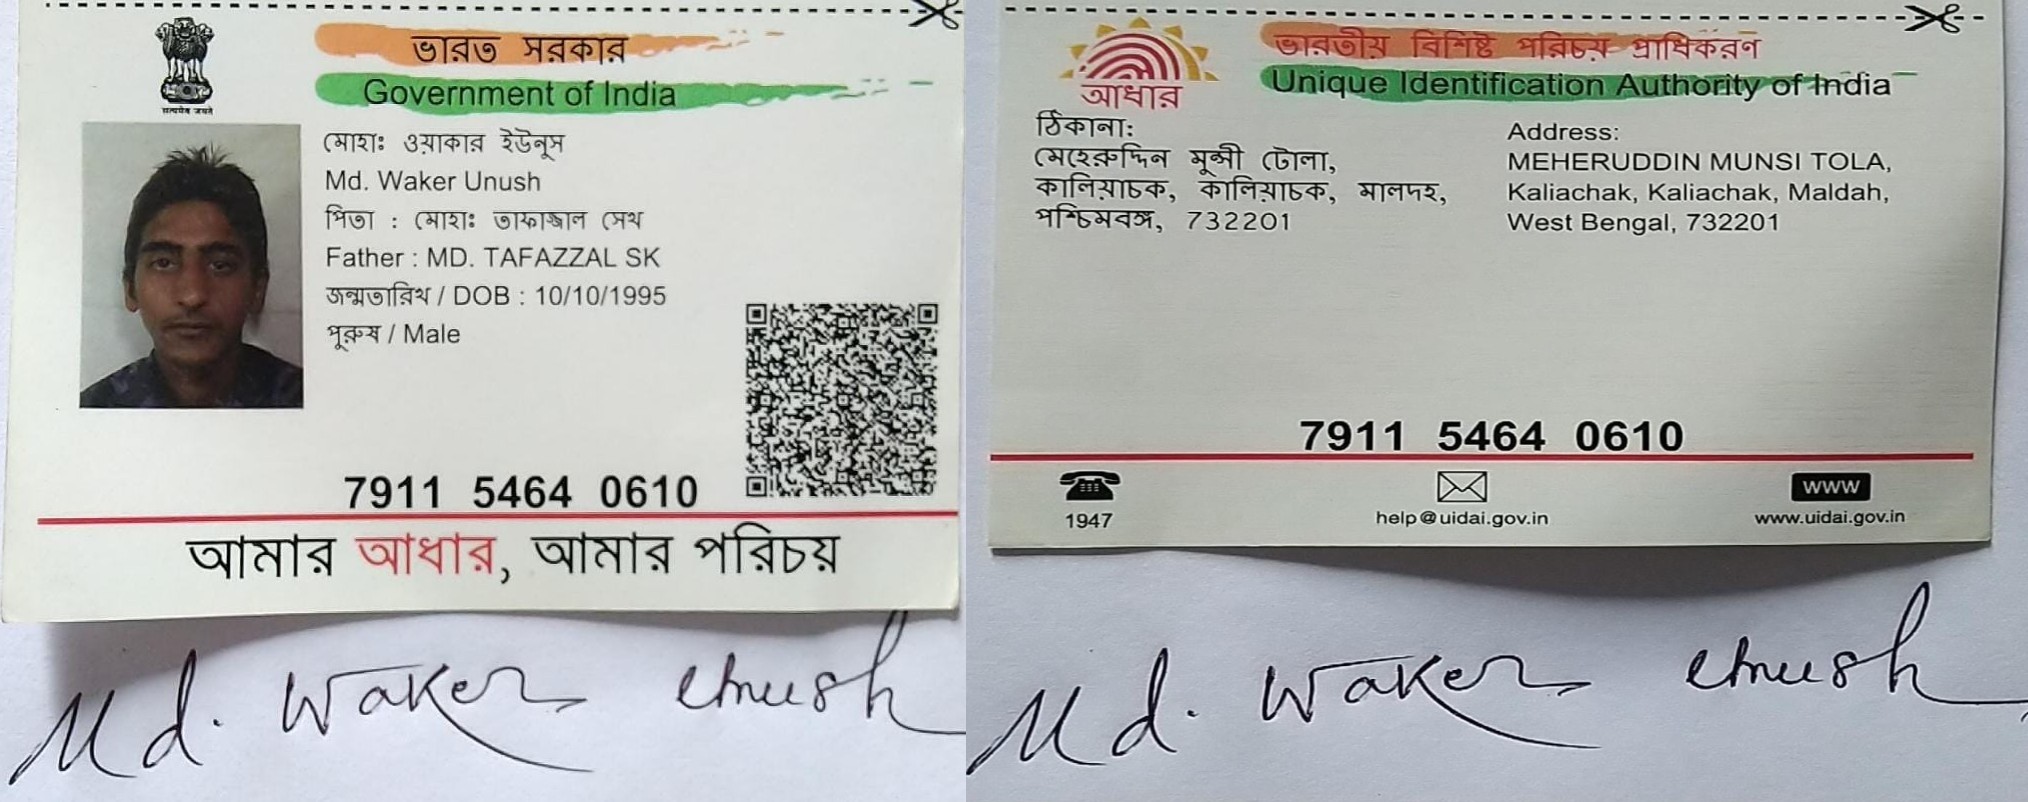 ভারত সরকার
Government of India
सत्यमेव जयते
মোহাঃ ওয়াকার ইউনুস
Md. Waker Unush
পিতা : মোহাঃ তাফাজ্জাল সেখ
Father : MD. TAFAZZAL SK
জন্মতারিখ / DOB : 10/10/1995
পুরুষ / Male
7911 5464 0610
আমার আধার, আমার পরিচয়
Md. Waker Unush
ভারতীয় বিশিষ্ট পরিচয় প্রাধিকরণ
Unique Identification Authority of India
আধার
ঠিকানা:
মেহেরুদ্দিন মুন্সী টোলা,
কালিয়াচক, কালিয়াচক, মালদহ,
পশ্চিমবঙ্গ, 732201
Address:
MEHERUDDIN MUNSI TOLA,
Kaliachak, Kaliachak, Maldah,
West Bengal, 732201
7911 5464 0610
1947
help@uidai.gov.in
www
www.uidai.gov.in
Md. Waker Unush